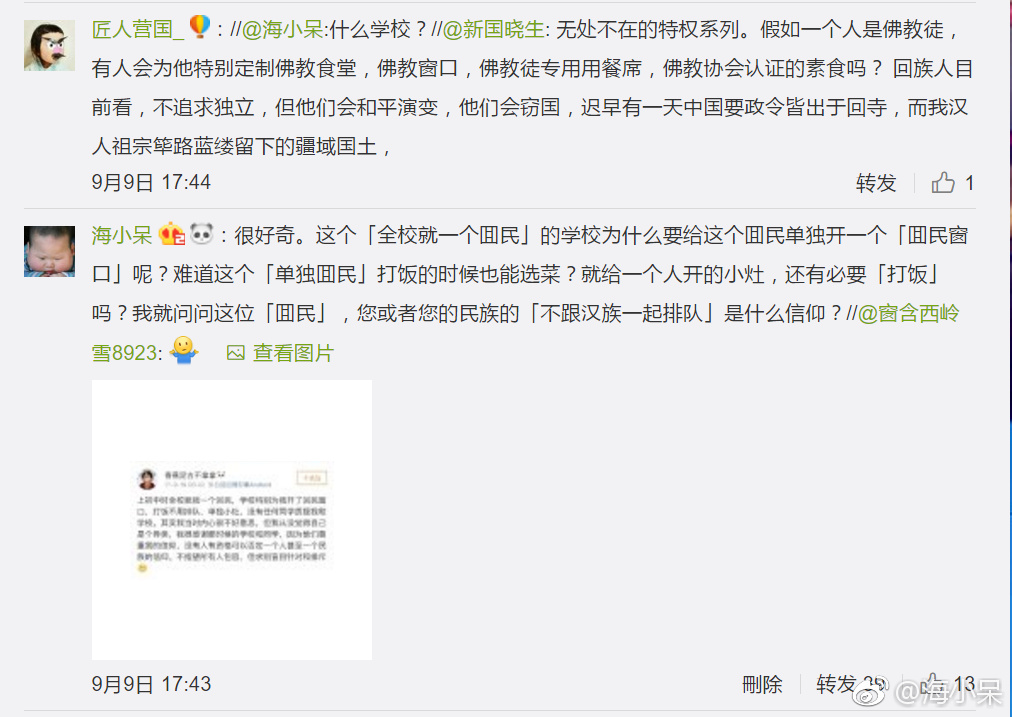 匠人营国_ : //@海小呆:什么学校？//@新国晓生: 无处不在的特权系列。假如一个人是佛教徒，
有人会为他特别定制佛教食堂，佛教窗口，佛教徒专用用餐席，佛教协会认证的素食吗？ 回族人目
前看，不追求独立，但他们会和平演变，他们会窃国，迟早有一天中国要政令皆出于回寺，而我汉
人祖宗筚路蓝缕留下的疆域国土，
9月9日 17:44
转发 1
海小呆 : 很好奇。这个「全校就一个囬民」的学校为什么要给这个囬民单独开一个「囬民窗
口」呢？难道这个「单独囬民」打饭的时候也能选菜？就给一个人开的小灶，还有必要「打饭」
吗？我就问问这位「囬民」，您或者您的民族的「不跟汉族一起排队」是什么信仰？//@窗含西岭
雪8923: 查看图片
9月9日 17:43
刪除 转发 13
@海小呆